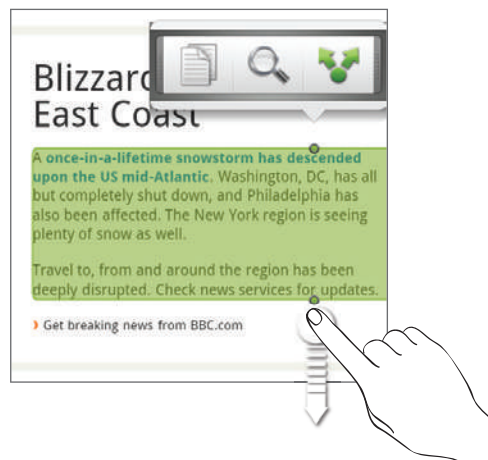 Blizzard
East Coast
A once-in-a-lifetime snowstorm has descended
upon the US mid-Atlantic. Washington, DC, has all
but completely shut down, and Philadelphia has
also been affected. The New York region is seeing
plenty of snow as well.
Travel to, from and around the region has been
deeply disrupted. Check news services for updates.
Get breaking news from BBC.com